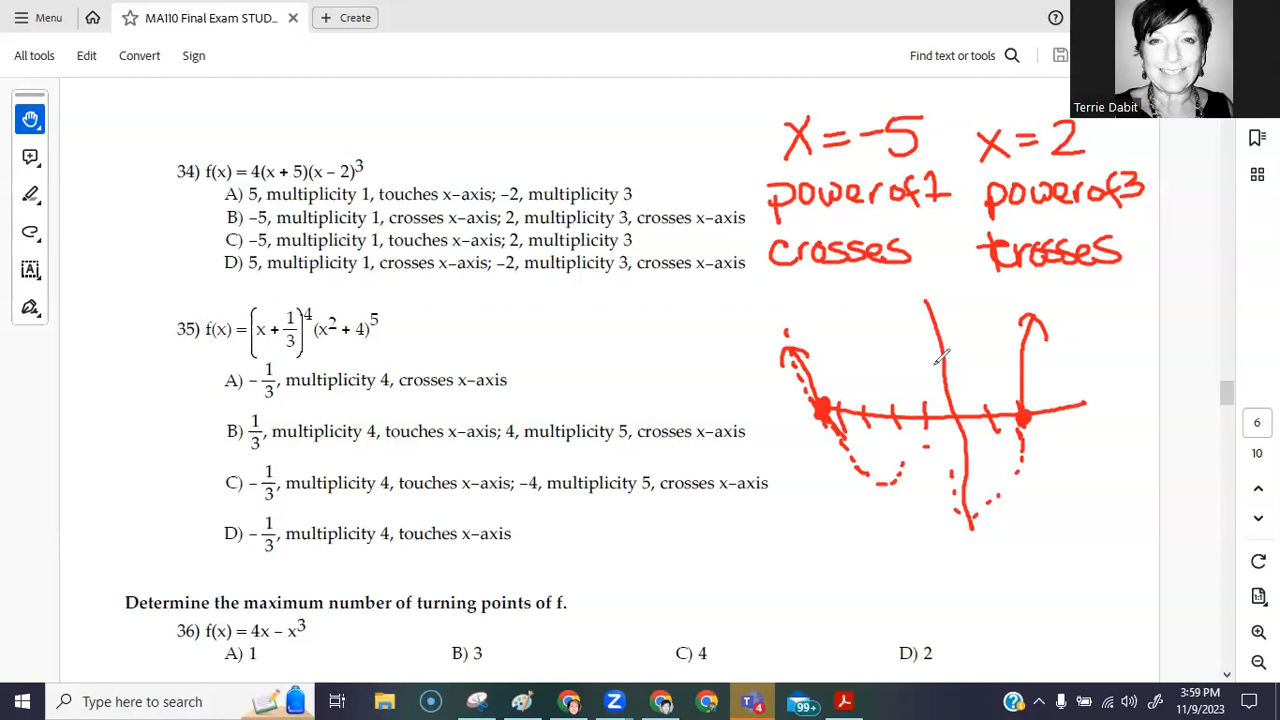 Menu
MA110 Final Exam STUD...
Create
All tools
Edit
Convert
Sign
Find text or tools
Terrie Dabit
34) f(x) = 4(x + 5)(x − 2)³
A) 5, multiplicity 1, touches x−axis; −2, multiplicity 3
B) −5, multiplicity 1, crosses x−axis; 2, multiplicity 3, crosses x−axis
C) −5, multiplicity 1, touches x−axis; 2, multiplicity 3
D) 5, multiplicity 1, crosses x−axis; −2, multiplicity 3, crosses x−axis
x = −5 x = 2
power of 1 power of 3
crosses crosses
35) f(x) = (x + 1/3)⁴(x² + 4)⁵
A) −1/3, multiplicity 4, crosses x−axis
B) 1/3, multiplicity 4, touches x−axis; 4, multiplicity 5, crosses x−axis
C) −1/3, multiplicity 4, touches x−axis; −4, multiplicity 5, crosses x−axis
D) −1/3, multiplicity 4, touches x−axis
Determine the maximum number of turning points of f.
36) f(x) = 4x − x³
A) 1 B) 3 C) 4 D) 2
6
10
Type here to search
4
99+
3:59 PM
11/9/2023